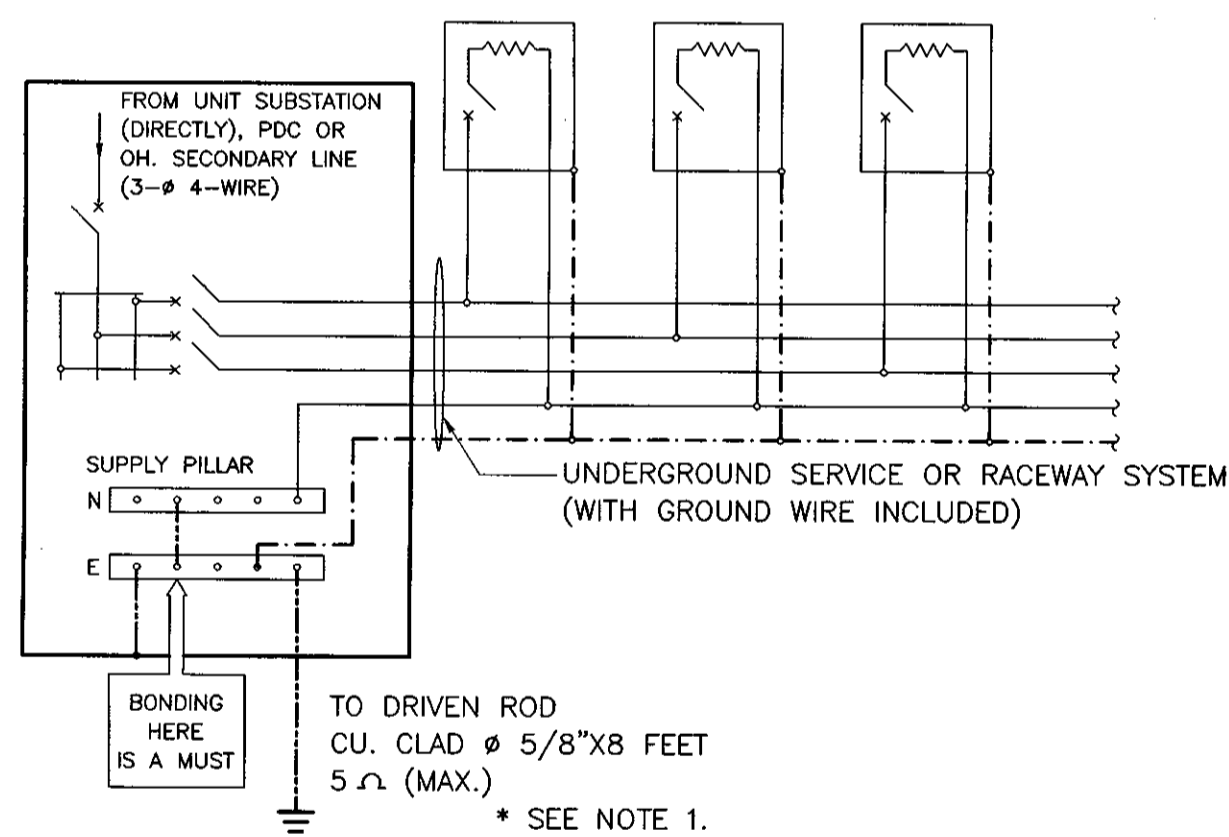 FROM UNIT SUBSTATION
(DIRECTLY), PDC OR
OH. SECONDARY LINE
(3-ø 4-WIRE)
SUPPLY PILLAR
N
E
UNDERGROUND SERVICE OR RACEWAY SYSTEM
(WITH GROUND WIRE INCLUDED)
BONDING
HERE
IS A MUST
TO DRIVEN ROD
CU. CLAD ø 5/8"X8 FEET
5 Ω (MAX.)
* SEE NOTE 1.